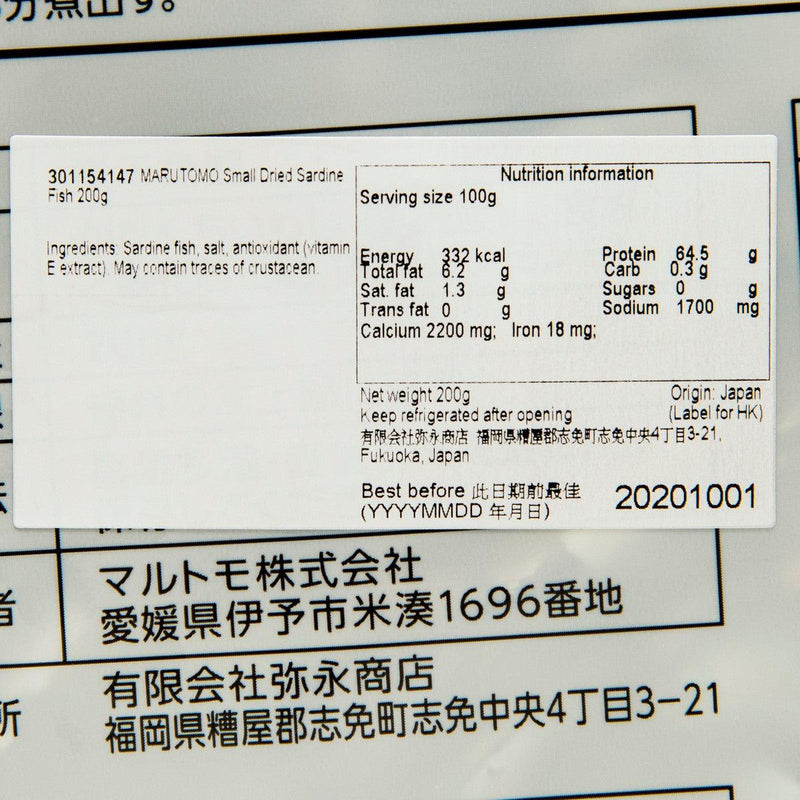 分煮出す。
301154147 MARUTOMO Small Dried Sardine
Fish 200g
Ingredients: Sardine fish, salt, antioxidant (vitamin
E extract). May contain traces of crustacean.
Nutrition information
Serving size 100g
Energy 332 kcal Protein 64.5 g
Total fat 6.2 g Carb 0.3 g
Sat. fat 1.3 g Sugars 0 g
Trans fat 0 g Sodium 1700 mg
Calcium 2200 mg; Iron 18 mg;
Net weight 200g Origin: Japan
Keep refrigerated after opening (Label for HK)
有限会社弥永商店 福岡県糟屋郡志免町志免中央4丁目3-21,
Fukuoka, Japan
Best before 此日期前最佳 20201001
(YYYYMMDD 年月日)
者 マルトモ株式会社
愛媛県伊予市米湊1696番地
所 有限会社弥永商店
福岡県糟屋郡志免町志免中央4丁目3-21